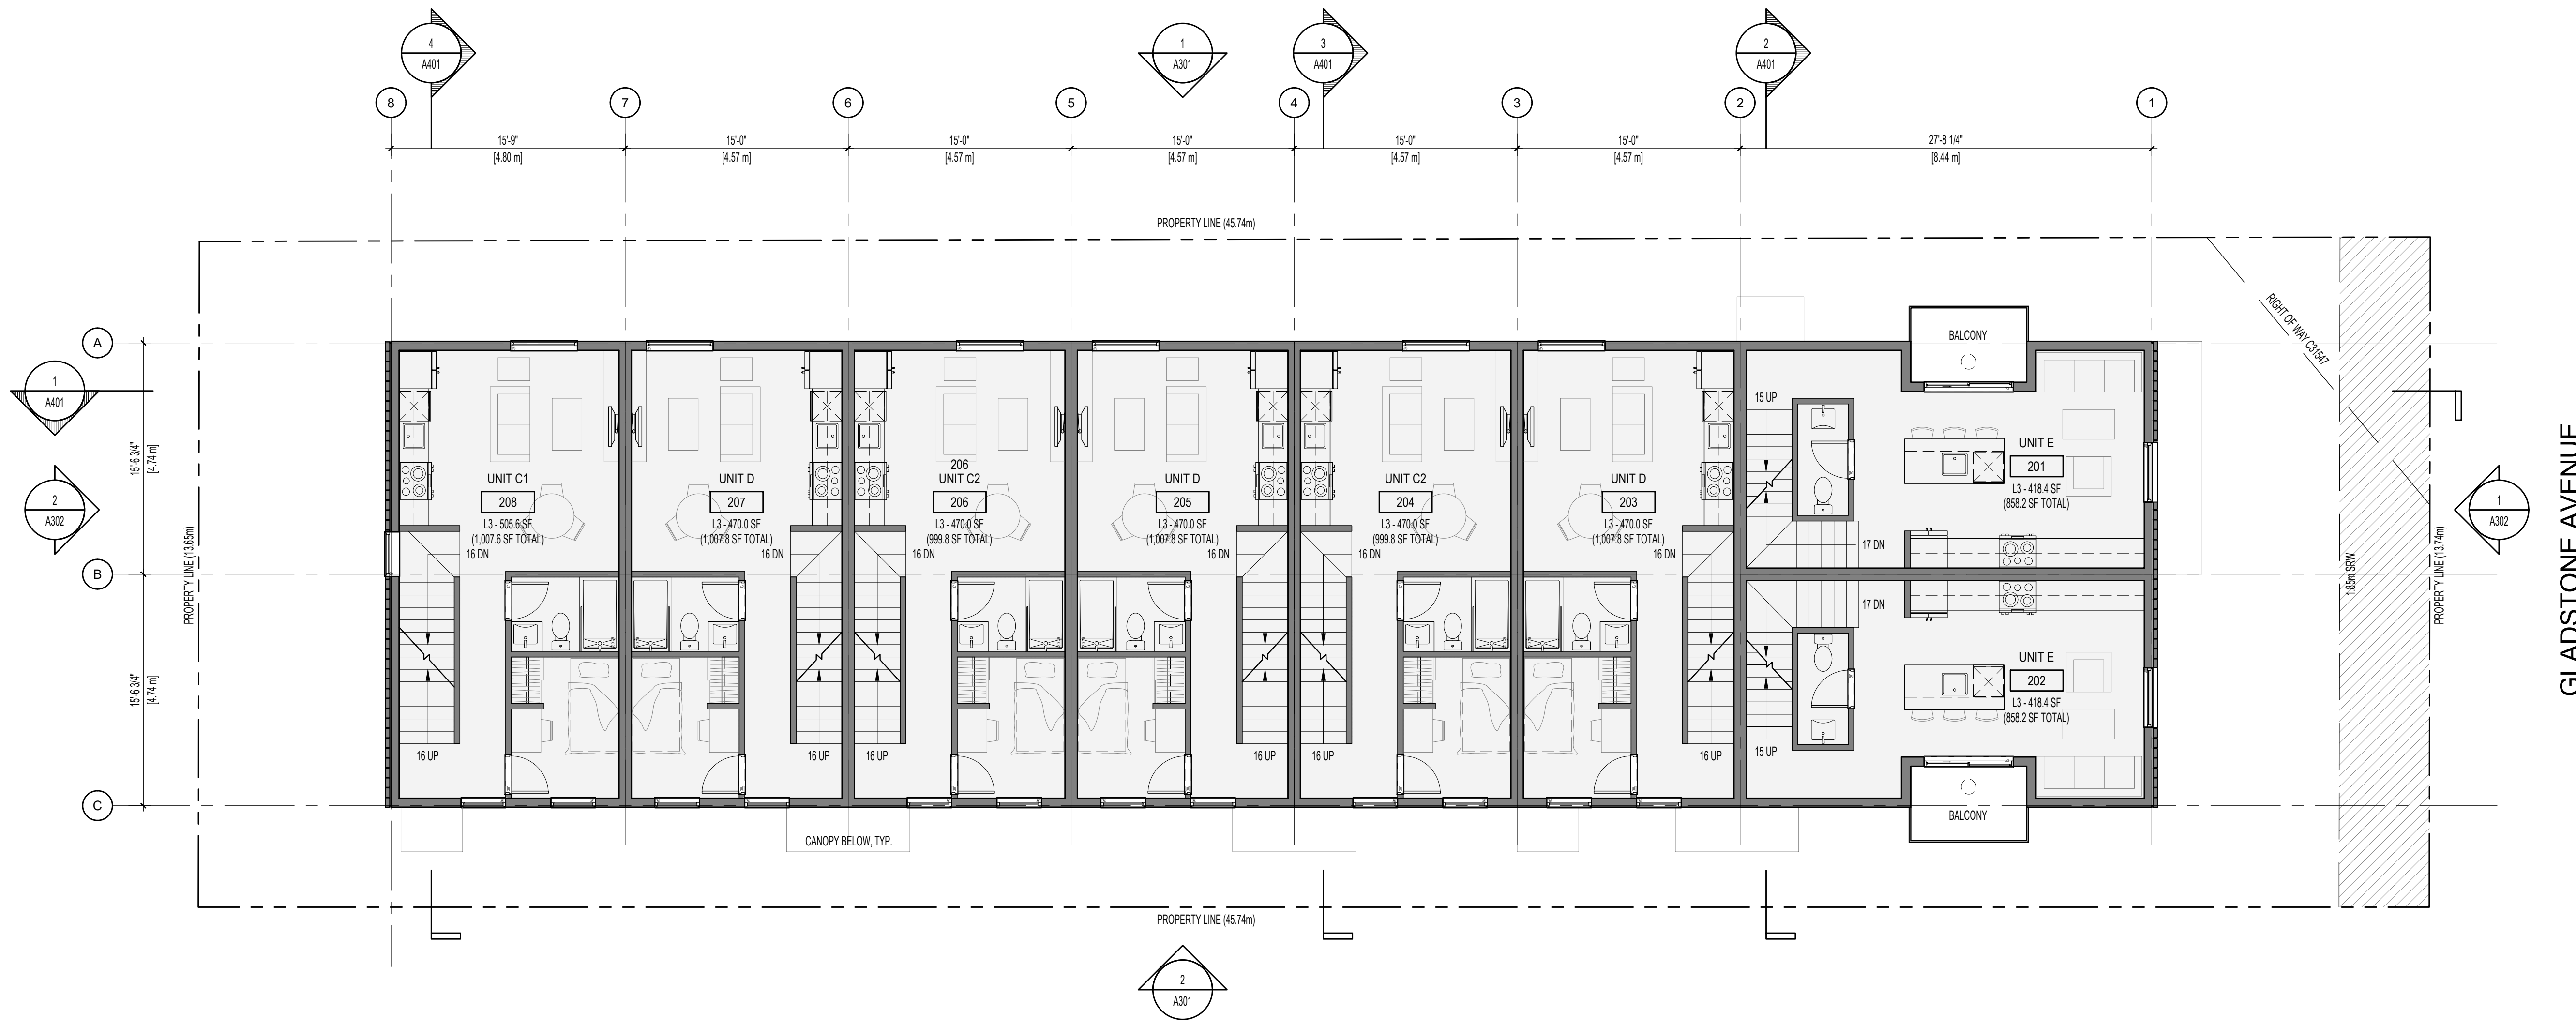 4
A401
1
A301
3
A401
2
A401
8
7
6
5
4
3
2
1
15'-9"
[4.80 m]
15'-0"
[4.57 m]
15'-0"
[4.57 m]
15'-0"
[4.57 m]
15'-0"
[4.57 m]
15'-0"
[4.57 m]
27'-8 1/4"
[8.44 m]
PROPERTY LINE (45.74m)
A
B
C
15'-6 3/4"
[4.74 m]
15'-6 3/4"
[4.74 m]
1
A401
2
A302
PROPERTY LINE (13.65m)
UNIT C1
208
L3 - 505.6 SF
(1,007.6 SF TOTAL)
16 DN
16 UP
UNIT D
207
L3 - 470.0 SF
(1,007.8 SF TOTAL)
16 DN
16 UP
206
UNIT C2
206
L3 - 470.0 SF
(999.8 SF TOTAL)
16 DN
16 UP
UNIT D
205
L3 - 470.0 SF
(1,007.8 SF TOTAL)
16 DN
16 UP
UNIT C2
204
L3 - 470.0 SF
(999.8 SF TOTAL)
16 DN
16 UP
UNIT D
203
L3 - 470.0 SF
(1,007.8 SF TOTAL)
16 DN
16 UP
BALCONY
15 UP
UNIT E
201
L3 - 418.4 SF
(858.2 SF TOTAL)
17 DN
17 DN
UNIT E
202
L3 - 418.4 SF
(858.2 SF TOTAL)
15 UP
BALCONY
CANOPY BELOW, TYP.
RIGHT OF WAY C31547
1.85m SRW
PROPERTY LINE (13.74m)
1
A302
GLADSTONE AVENUE
PROPERTY LINE (45.74m)
2
A301